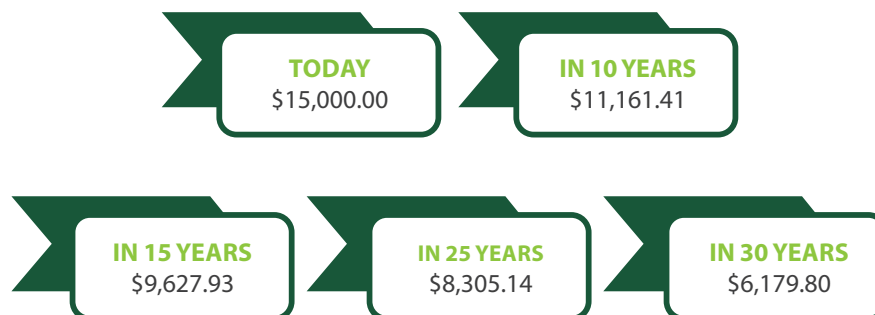 TODAY
$15,000.00
IN 10 YEARS
$11,161.41
IN 15 YEARS
$9,627.93
IN 25 YEARS
$8,305.14
IN 30 YEARS
$6,179.80